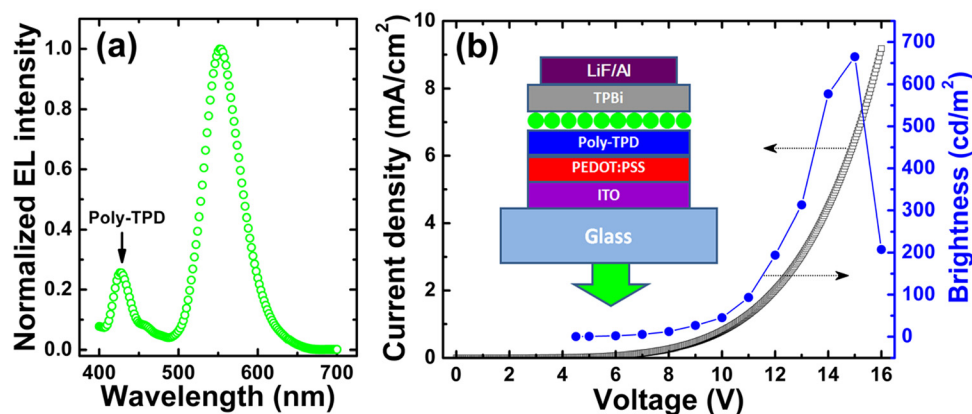 (a)
Normalized EL intensity
1.0
0.8
0.6
0.4
0.2
0.0
Poly-TPD
400 500 600 700
Wavelength (nm)
(b)
Current density (mA/cm²)
10
8
6
4
2
0
LiF/Al
TPBi
Poly-TPD
PEDOT:PSS
ITO
Glass
0 2 4 6 8 10 12 14 16
Voltage (V)
700
600
500
400
300
200
100
0
Brightness (cd/m²)